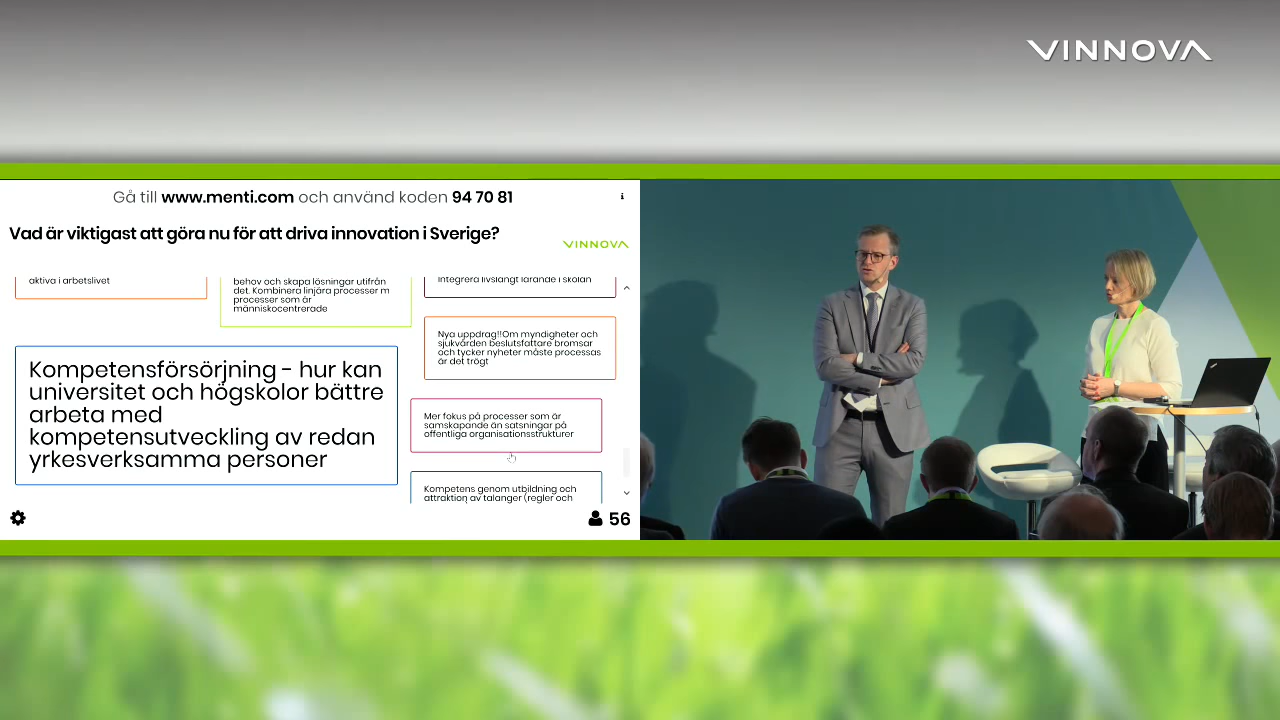 VINNOVA
Gå till www.menti.com och använd koden 94 70 81
Vad är viktigast att göra nu för att driva innovation i Sverige?
VINNOVA
aktiva i arbetslivet
behov och skapa lösningar utifrån
det. Kombinera linjära processer m
processer som är
människocentrerade
Kompetensförsörjning - hur kan
universitet och högskolor bättre
arbeta med
kompetensutveckling av redan
yrkesverksamma personer
Integrera livslångt lärande i skolan
Nya uppdrag!!Om myndigheter och
sjukvården beslutsfattare bromsar
och tycker nyheter måste processas
är det trögt
Mer fokus på processer som är
samskapande än satsningar på
offentliga organisationsstrukturer
Kompetens genom utbildning och
attraktion av talanger (regler och
56